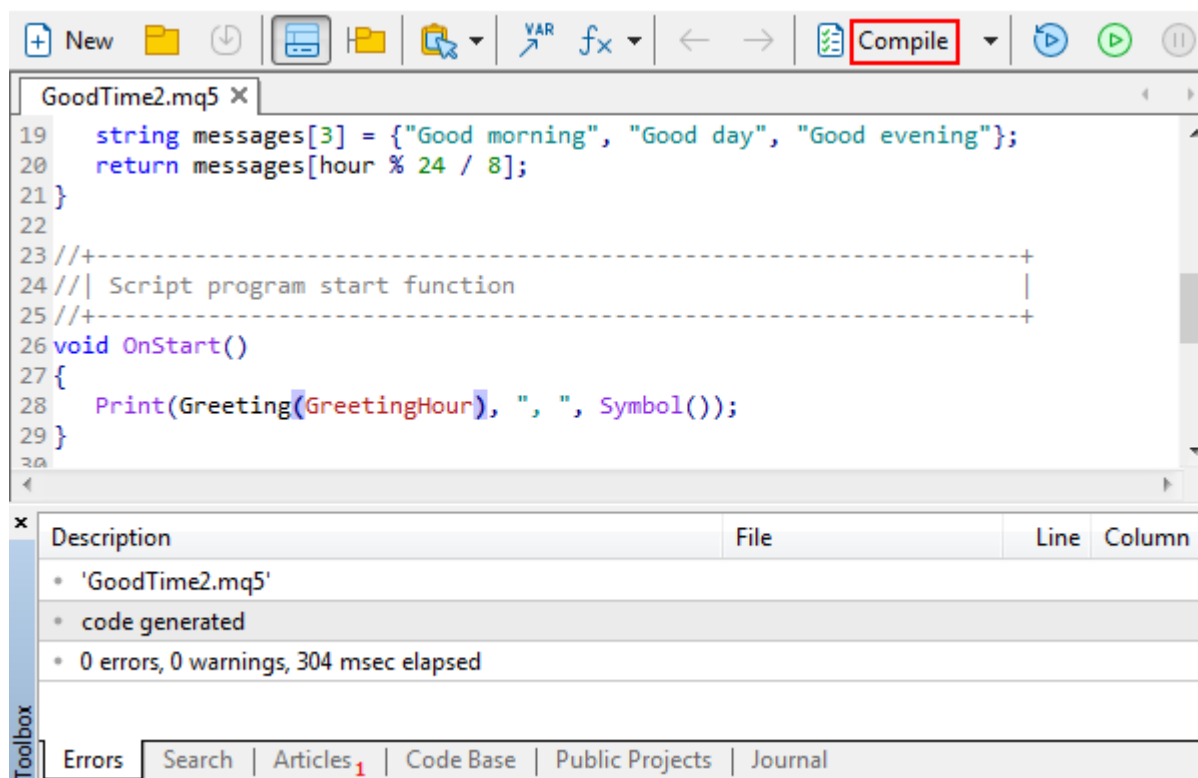 New VAR fx Compile
GoodTime2.mq5
19 string messages[3] = {"Good morning", "Good day", "Good evening"};
20 return messages[hour % 24 / 8];
21 }
22
23 //+------------------------------------------------------------------+
24 //| Script program start function |
25 //+------------------------------------------------------------------+
26 void OnStart()
27 {
28 Print(Greeting(GreetingHour), ", ", Symbol());
29 }
30
Description File Line Column
'GoodTime2.mq5'
code generated
0 errors, 0 warnings, 304 msec elapsed
Toolbox
Errors Search Articles 1 Code Base Public Projects Journal